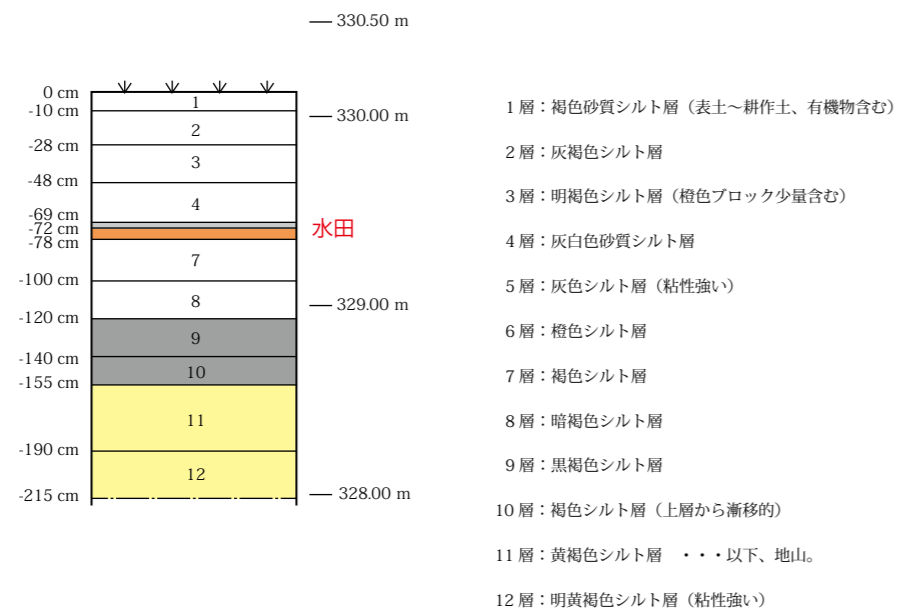 330.50 m
0 cm
-10 cm
-28 cm
-48 cm
-69 cm
-72 cm
-78 cm
-100 cm
-120 cm
-140 cm
-155 cm
-190 cm
-215 cm
1
2
3
4
7
8
9
10
11
12
330.00 m
水田
329.00 m
328.00 m
1 層：褐色砂質シルト層（表土～耕作土、有機物含む）
2 層：灰褐色シルト層
3 層：明褐色シルト層（橙色ブロック少量含む）
4 層：灰白色砂質シルト層
5 層：灰色シルト層（粘性強い）
6 層：橙色シルト層
7 層：褐色シルト層
8 層：暗褐色シルト層
9 層：黒褐色シルト層
10 層：褐色シルト層（上層から漸移的）
11 層：黄褐色シルト層　・・・以下、地山。
12 層：明黄褐色シルト層（粘性強い）